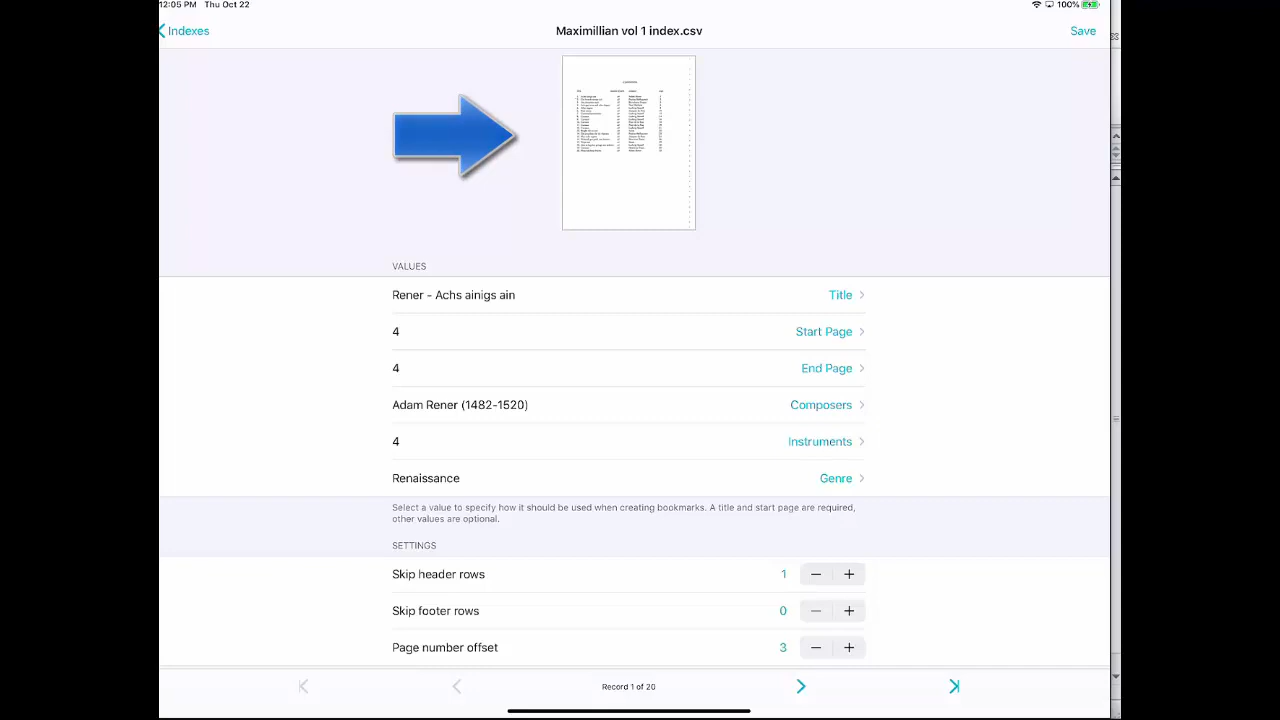 12:05 PM Thu Oct 22 100%
Indexes Maximillian vol 1 index.csv Save
VALUES
Rener - Achs ainigs ain Title
4 Start Page
4 End Page
Adam Rener (1482-1520) Composers
4 Instruments
Renaissance Genre
Select a value to specify how it should be used when creating bookmarks. A title and start page are required,
other values are optional.
SETTINGS
Skip header rows 1 − +
Skip footer rows 0 − +
Page number offset 3 − +
Record 1 of 20